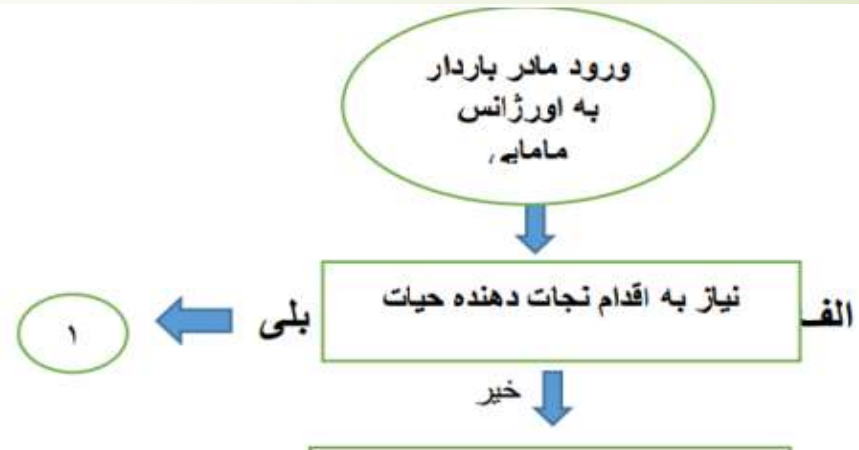 ورود مادر باردار
به اورژانس
مامایی
الف
نیاز به اقدام نجات دهنده حیات
بلی
۱
خیر